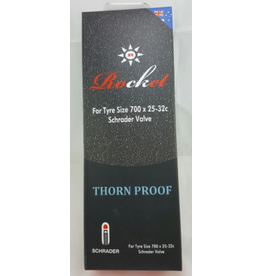 Rocket
For Tyre Size 700 x 25-32c
Schrader Valve
THORN PROOF
SCHRADER
For Tyre Size 700 x 25-32c
Schrader Valve